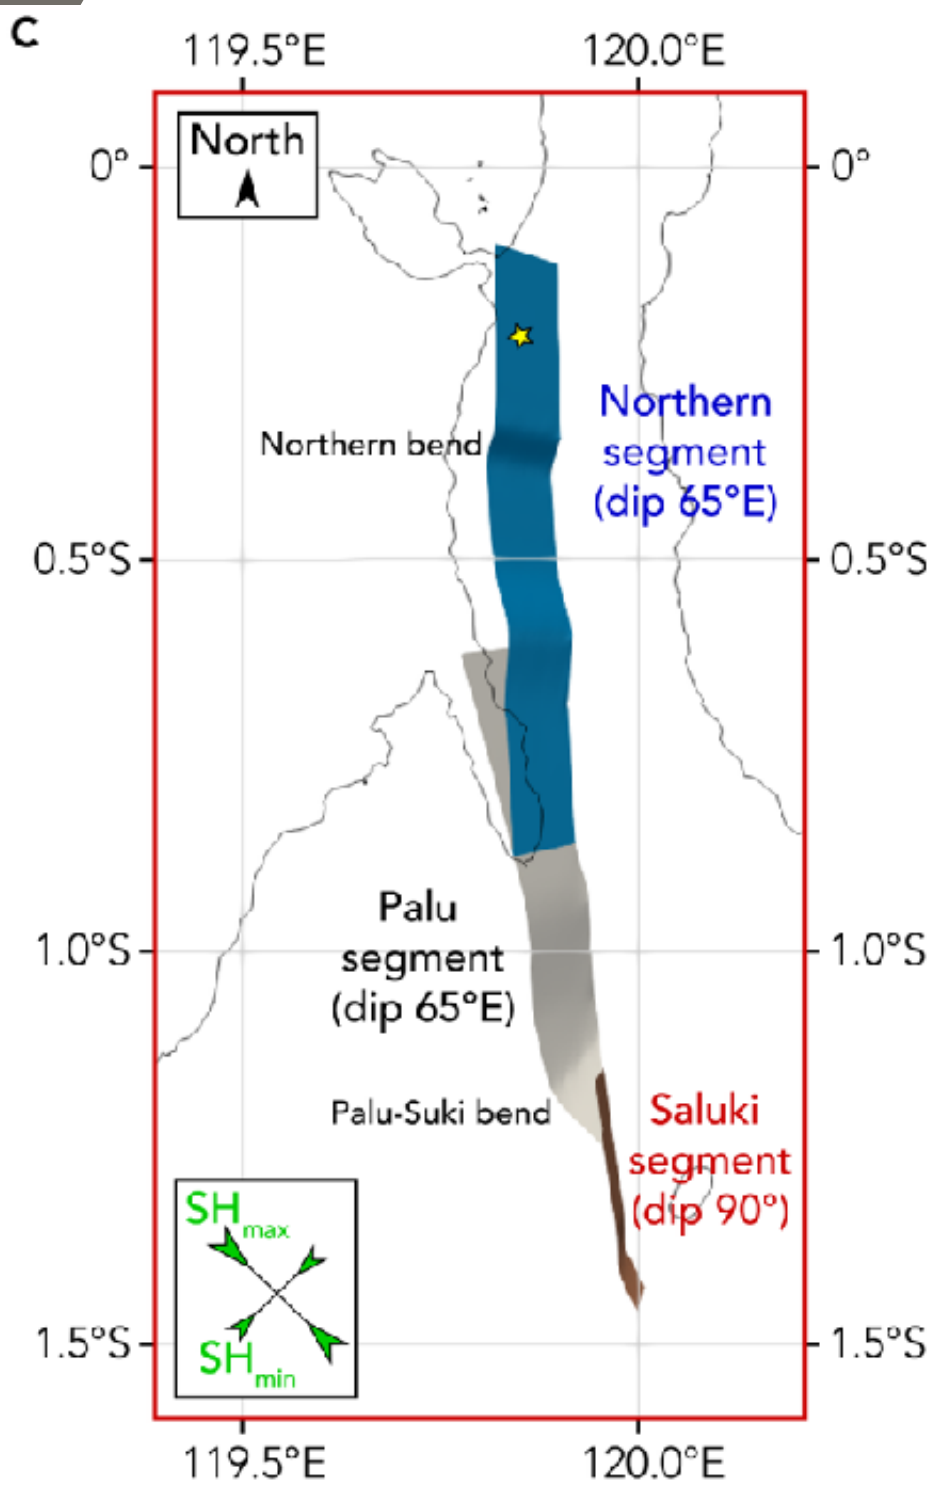 C
119.5°E 120.0°E
North
0° 0°
Northern
segment
(dip 65°E)
Northern bend
0.5°S 0.5°S
Palu
segment
(dip 65°E)
1.0°S 1.0°S
Palu-Suki bend
Saluki
segment
(dip 90°)
SHmax
SHmin
1.5°S 1.5°S
119.5°E 120.0°E